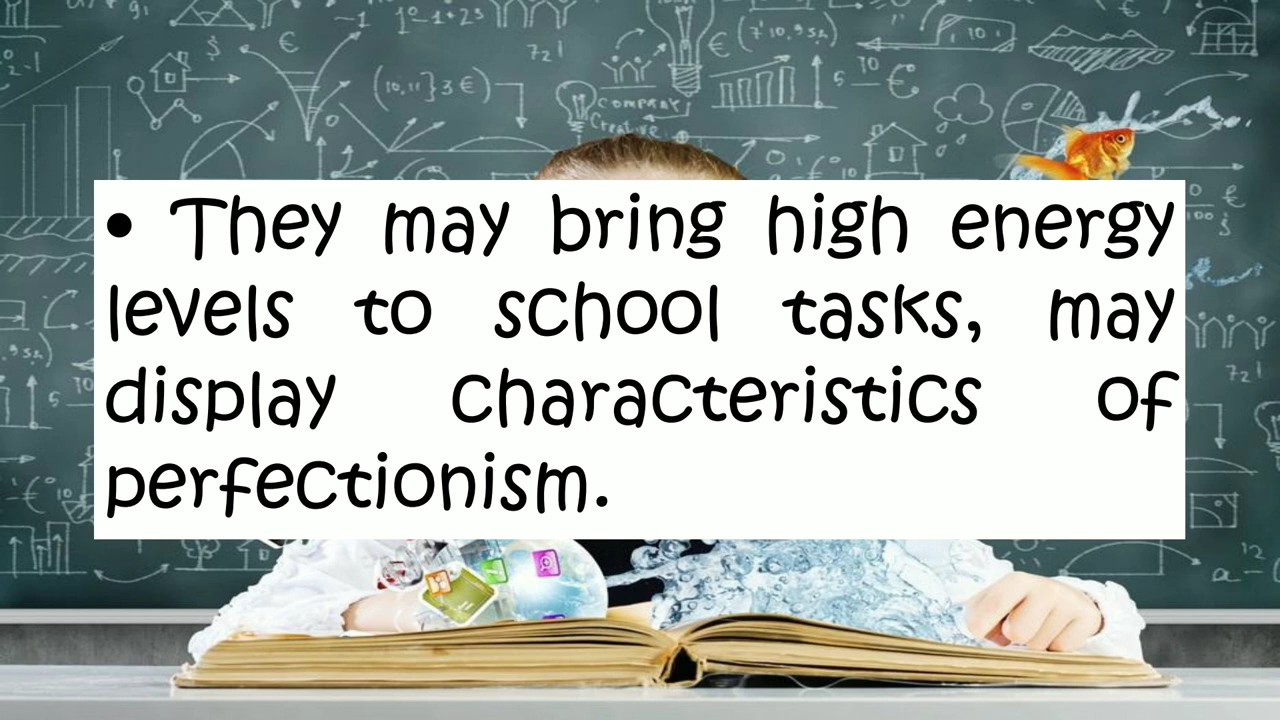 • They may bring high energy
levels to school tasks, may
display characteristics of
perfectionism.